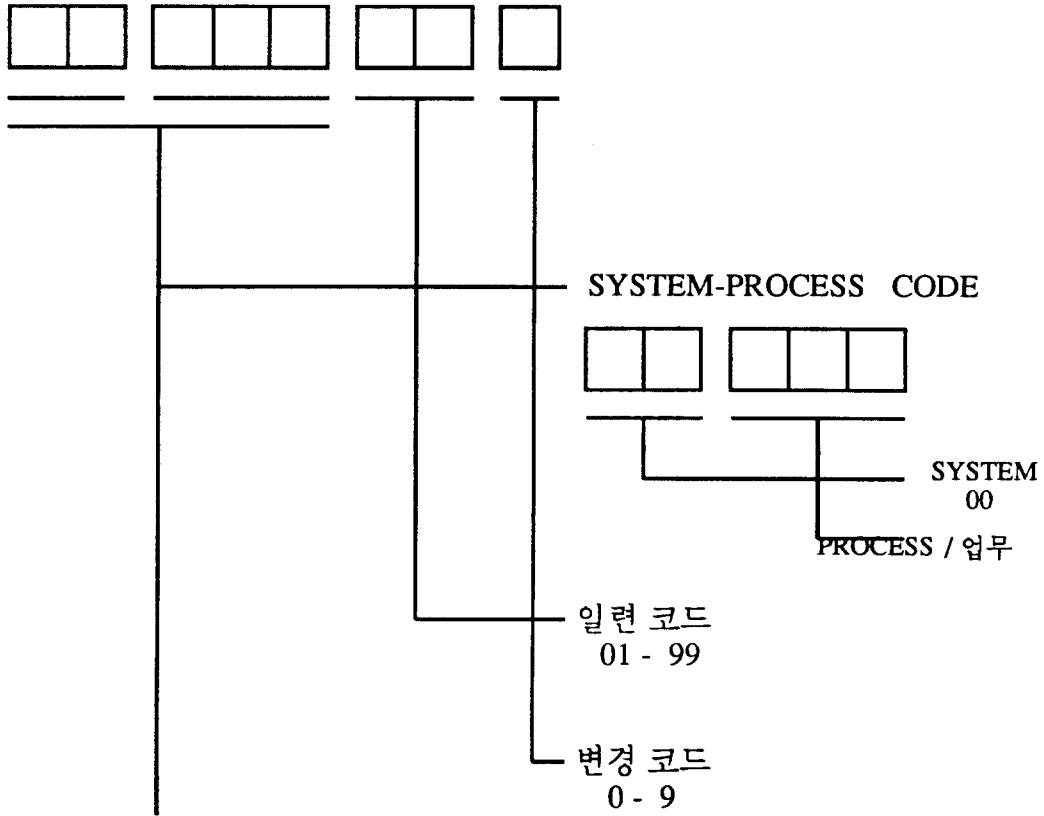 SYSTEM-PROCESS CODE
SYSTEM
00
PROCESS / 업무
일련 코드
01 - 99
변경 코드
0 - 9